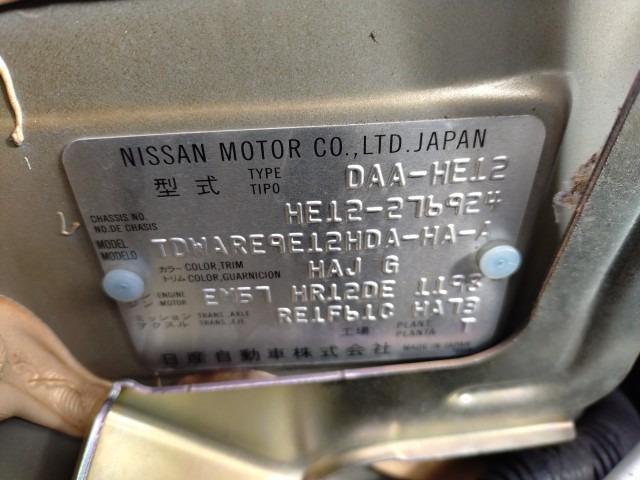 NISSAN MOTOR CO.,LTD.JAPAN
型式 TYPE TIPO DAA-HE12
CHASSIS NO. NO.DE CHASIS HE12-276924
MODEL MODELO TDWARE9E12HDA-HA-A
カラー COLOR,TRIM トリム COLOR,GUARNICION HAJ G
ENGINE MOTOR EM57 HR12DE 1198
ミッション TRANS.,AXLE アクスル TRANS.,EJE RE1F61C HA73
工場 PLANT PLANTA T
日産自動車株式会社 MADE IN JAPAN